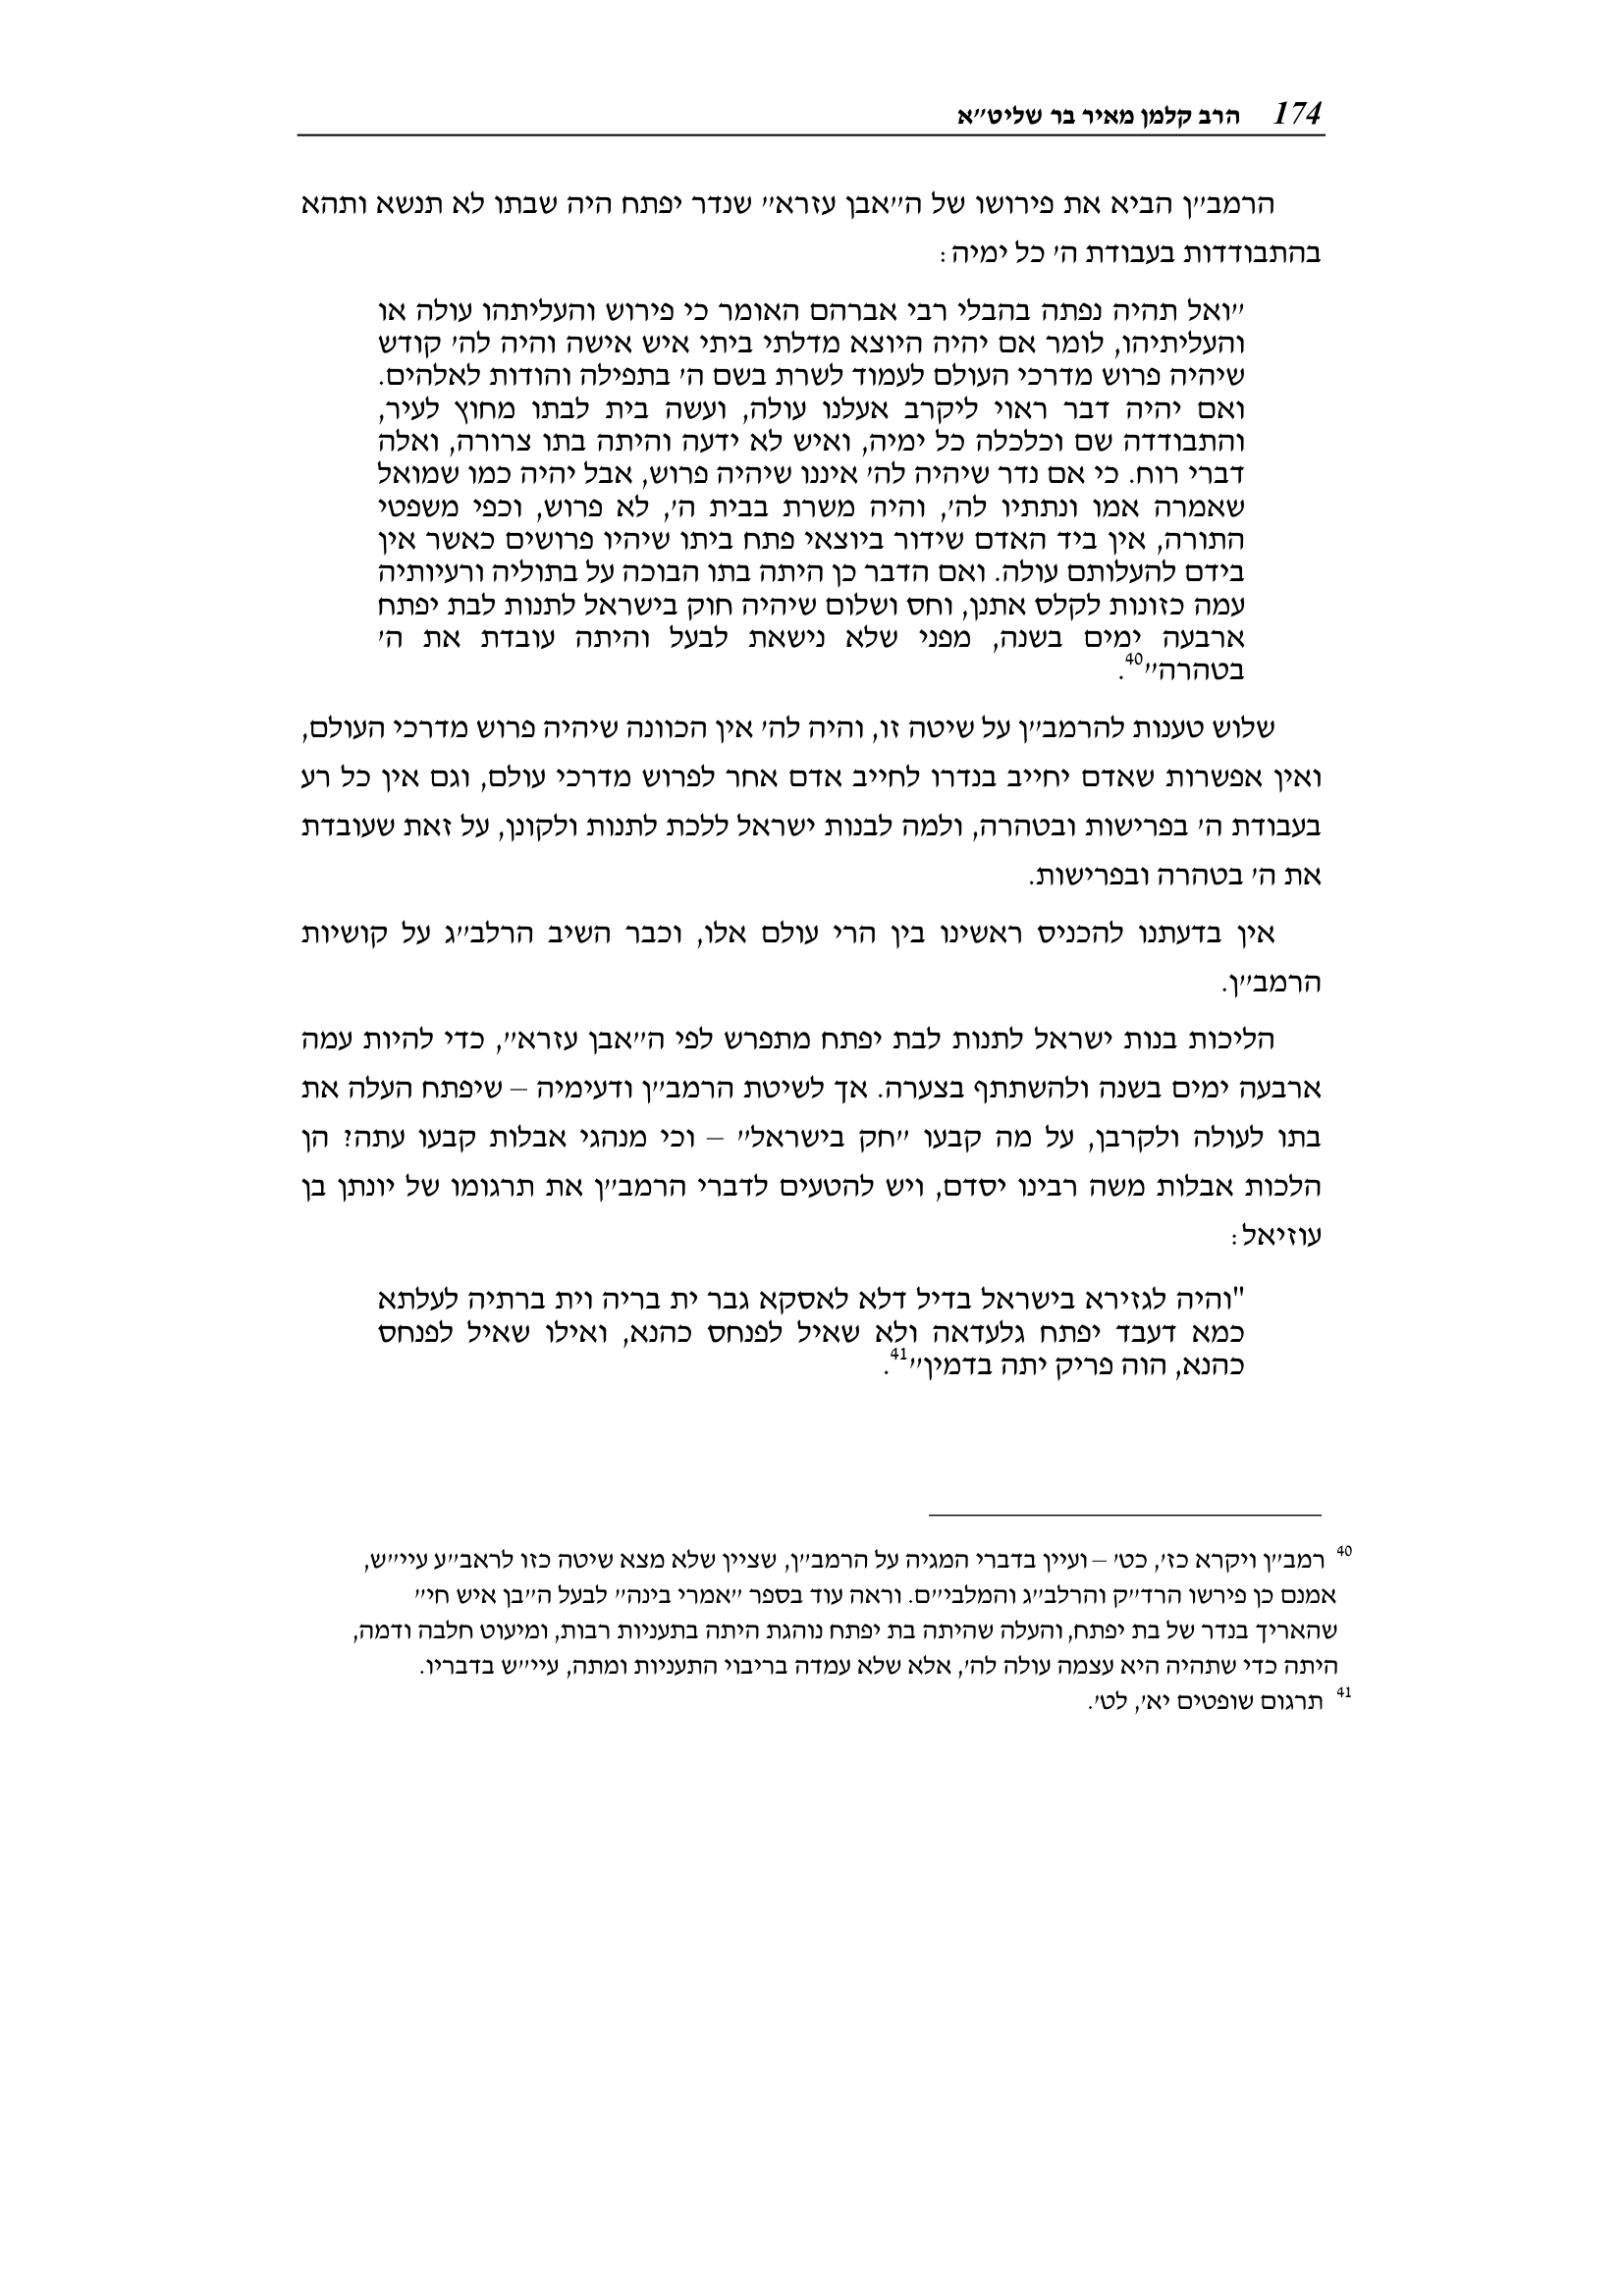 174 הרב קלמן מאיר בר שליט״א
הרמב״ן הביא את פירושו של ה״אבן עזרא״ שנדר יפתח היה שבתו לא תנשא ותהא
בהתבודדות בעבודת ה׳ כל ימיה:
״ואל תהיה נפתה בהבלי רבי אברהם האומר כי פירוש והעליתהו עולה או
והעליתיהו, לומר אם יהיה היוצא מדלתי ביתי איש אישה והיה לה׳ קודש
שיהיה פרוש מדרכי העולם לעמוד לשרת בשם ה׳ בתפילה והודות לאלהים.
ואם יהיה דבר ראוי ליקרב אעלנו עולה, ועשה בית לבתו מחוץ לעיר,
והתבודדה שם וכלכלה כל ימיה, ואיש לא ידעה והיתה בתו צרורה, ואלה
דברי רוח. כי אם נדר שיהיה לה׳ איננו שיהיה פרוש, אבל יהיה כמו שמואל
שאמרה אמו ונתתיו לה׳, והיה משרת בבית ה׳, לא פרוש, וכפי משפטי
התורה, אין ביד האדם שידור ביוצאי פתח ביתו שיהיו פרושים כאשר אין
בידם להעלותם עולה. ואם הדבר כן היתה בתו הבוכה על בתוליה ורעיותיה
עמה כזונות לקלס אתנן, וחס ושלום שיהיה חוק בישראל לתנות לבת יפתח
ארבעה ימים בשנה, מפני שלא נישאת לבעל והיתה עובדת את ה׳
בטהרה״40.
שלוש טענות להרמב״ן על שיטה זו, והיה לה׳ אין הכוונה שיהיה פרוש מדרכי העולם,
ואין אפשרות שאדם יחייב בנדרו לחייב אדם אחר לפרוש מדרכי עולם, וגם אין כל רע
בעבודת ה׳ בפרישות ובטהרה, ולמה לבנות ישראל ללכת לתנות ולקונן, על זאת שעובדת
את ה׳ בטהרה ובפרישות.
אין בדעתנו להכניס ראשינו בין הרי עולם אלו, וכבר השיב הרלב״ג על קושיות
הרמב״ן.
הליכות בנות ישראל לתנות לבת יפתח מתפרש לפי ה״אבן עזרא״, כדי להיות עמה
ארבעה ימים בשנה ולהשתתף בצערה. אך לשיטת הרמב״ן ודעימיה – שיפתח העלה את
בתו לעולה ולקרבן, על מה קבעו ״חק בישראל״ – וכי מנהגי אבלות קבעו עתה? הן
הלכות אבלות משה רבינו יסדם, ויש להטעים לדברי הרמב״ן את תרגומו של יונתן בן
עוזיאל:
"והיה לגזירא בישראל בדיל דלא לאסקא גבר ית בריה וית ברתיה לעלתא
כמא דעבד יפתח גלעדאה ולא שאיל לפנחס כהנא, ואילו שאיל לפנחס
כהנא, הוה פריק יתה בדמין״41.
40 רמב״ן ויקרא כז׳, כט׳ – ועיין בדברי המגיה על הרמב״ן, שציין שלא מצא שיטה כזו לראב״ע עיי״ש,
אמנם כן פירשו הרד״ק והרלב״ג והמלבי״ם. וראה עוד בספר ״אמרי בינה״ לבעל ה״בן איש חי״
שהאריך בנדר של בת יפתח, והעלה שהיתה בת יפתח נוהגת היתה בתעניות רבות, ומיעוט חלבה ודמה,
היתה כדי שתהיה היא עצמה עולה לה׳, אלא שלא עמדה בריבוי התעניות ומתה, עיי״ש בדבריו.
41 תרגום שופטים יא׳, לט׳.